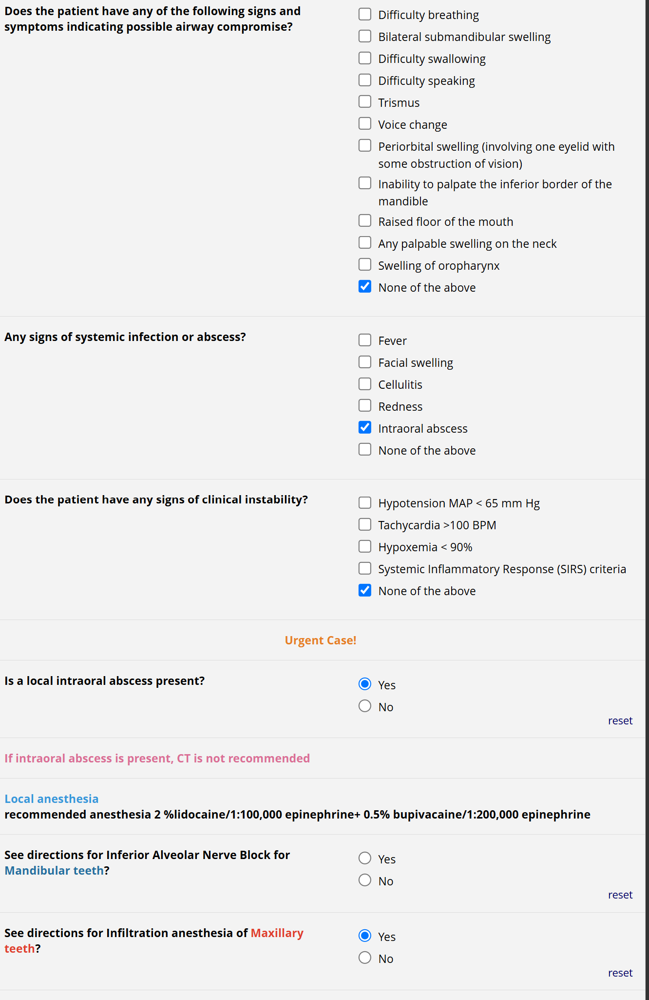 Does the patient have any of the following signs and
symptoms indicating possible airway compromise?
Difficulty breathing
Bilateral submandibular swelling
Difficulty swallowing
Difficulty speaking
Trismus
Voice change
Periorbital swelling (involving one eyelid with
some obstruction of vision)
Inability to palpate the inferior border of the
mandible
Raised floor of the mouth
Any palpable swelling on the neck
Swelling of oropharynx
None of the above
Any signs of systemic infection or abscess?
Fever
Facial swelling
Cellulitis
Redness
Intraoral abscess
None of the above
Does the patient have any signs of clinical instability?
Hypotension MAP < 65 mm Hg
Tachycardia >100 BPM
Hypoxemia < 90%
Systemic Inflammatory Response (SIRS) criteria
None of the above
Urgent Case!
Is a local intraoral abscess present?
Yes
No
reset
If intraoral abscess is present, CT is not recommended
Local anesthesia
recommended anesthesia 2 %lidocaine/1:100,000 epinephrine+ 0.5% bupivacaine/1:200,000 epinephrine
See directions for Inferior Alveolar Nerve Block for
Mandibular teeth?
Yes
No
reset
See directions for Infiltration anesthesia of Maxillary
teeth?
Yes
No
reset